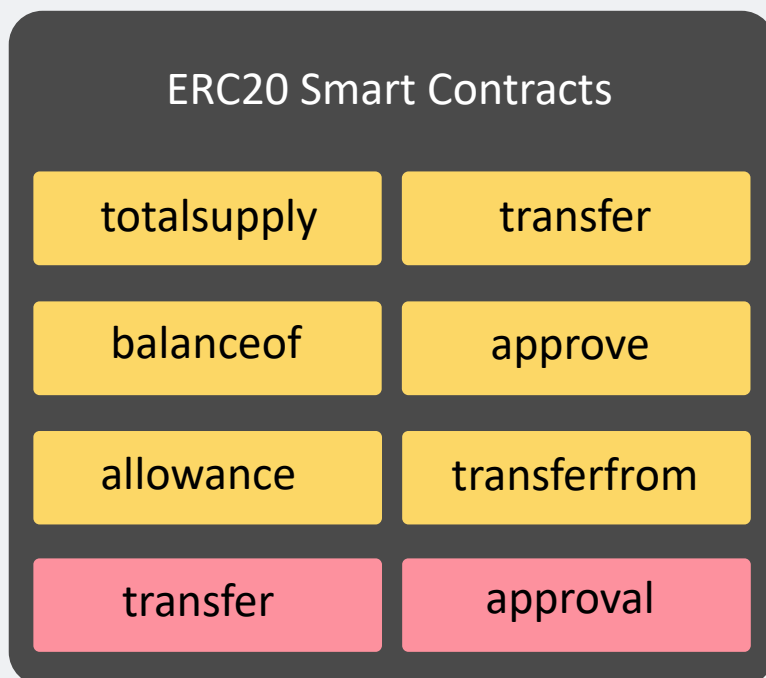 ERC20 Smart Contracts
totalsupply
transfer
balanceof
approve
allowance
transferfrom
transfer
approval